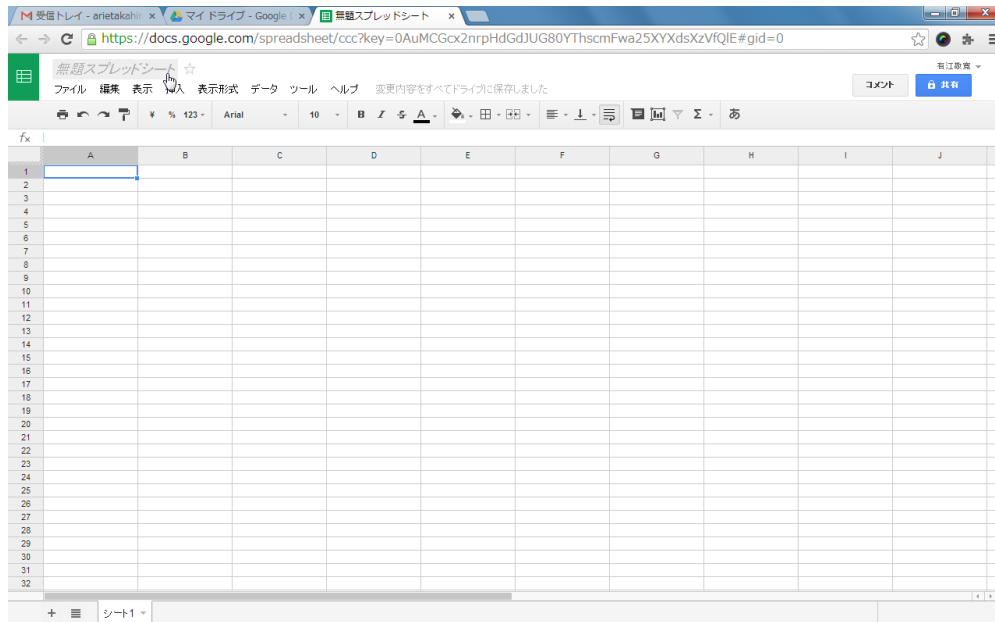 受信トレイ - arietakahir
マイ ドライブ - Google D
無題スプレッドシート
https://docs.google.com/spreadsheet/ccc?key=0AuMCGcx2nrpHdGdJUG80YThscmFwa25XYXdsXzVfQlE#gid=0
無題スプレッドシート
有江敬寛
ファイル 編集 表示 挿入 表示形式 データ ツール ヘルプ 変更内容をすべてドライブに保存しました
コメント
共有
¥ % 123 Arial 10 B I S A Σ あ
fx
A B C D E F G H I J
1
2
3
4
5
6
7
8
9
10
11
12
13
14
15
16
17
18
19
20
21
22
23
24
25
26
27
28
29
30
31
32
シート1